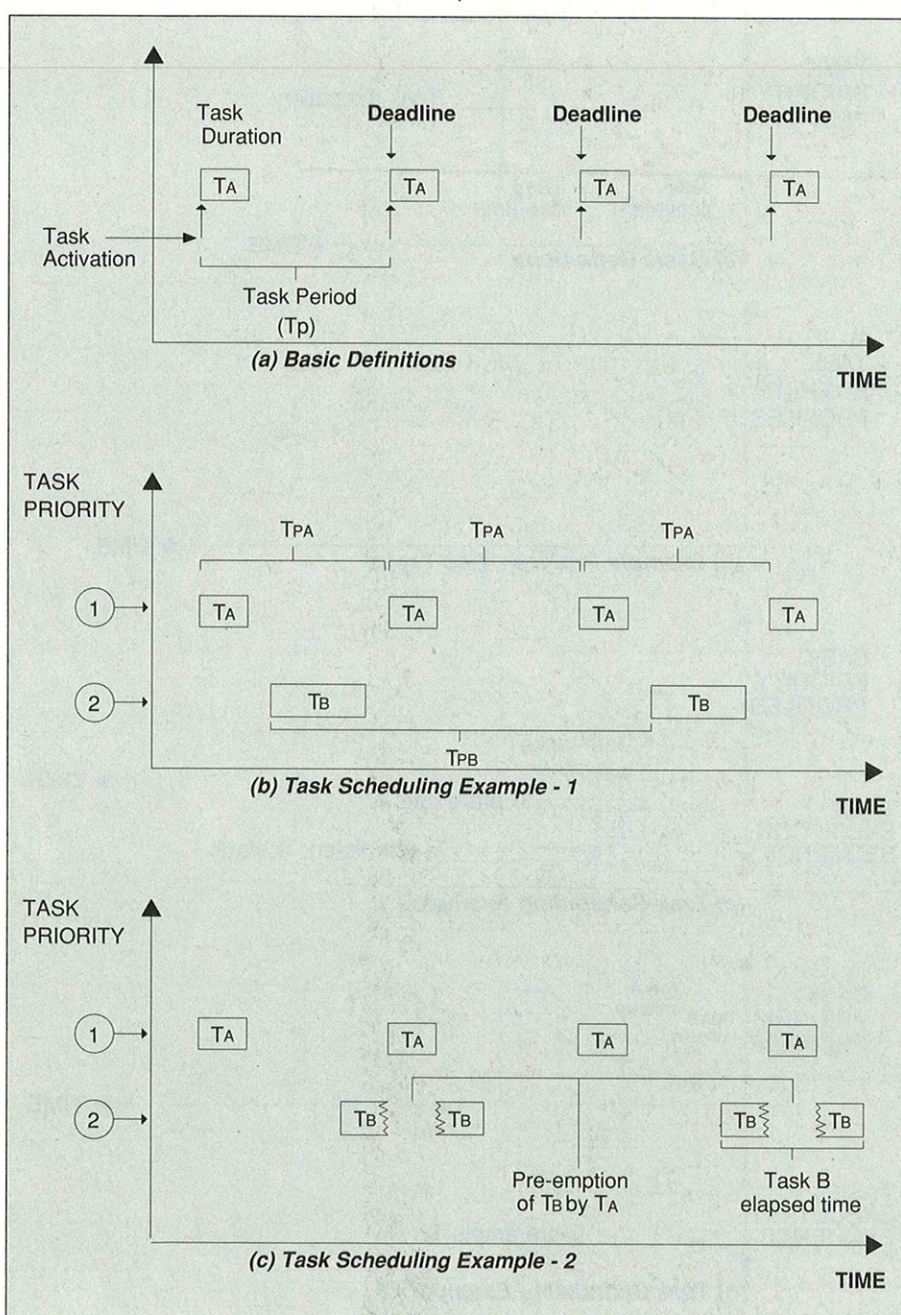 Task
Duration
Deadline Deadline Deadline
TA TA TA TA
Task
Activation
Task Period
(Tp)
(a) Basic Definitions
TIME
TASK
PRIORITY
TPA TPA TPA
1 TA TA TA TA
2 TB TB
TPB
(b) Task Scheduling Example - 1
TIME
TASK
PRIORITY
1 TA TA TA TA
2 TB TB TB TB
Pre-emption
of TB by TA
Task B
elapsed time
(c) Task Scheduling Example - 2
TIME